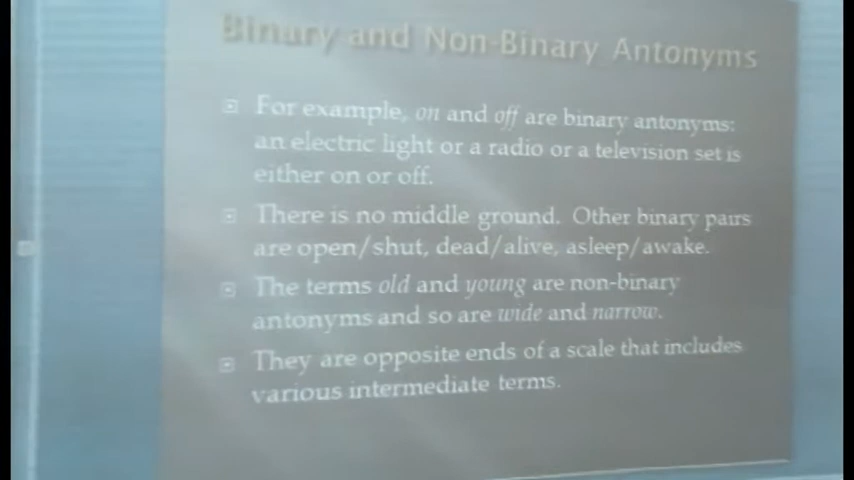 Binary and Non-Binary Antonyms
For example, on and off are binary antonyms:
an electric light or a radio or a television set is
either on or off.
There is no middle ground. Other binary pairs
are open/shut, dead/alive, asleep/awake.
The terms old and young are non-binary
antonyms and so are wide and narrow.
They are opposite ends of a scale that includes
various intermediate terms.